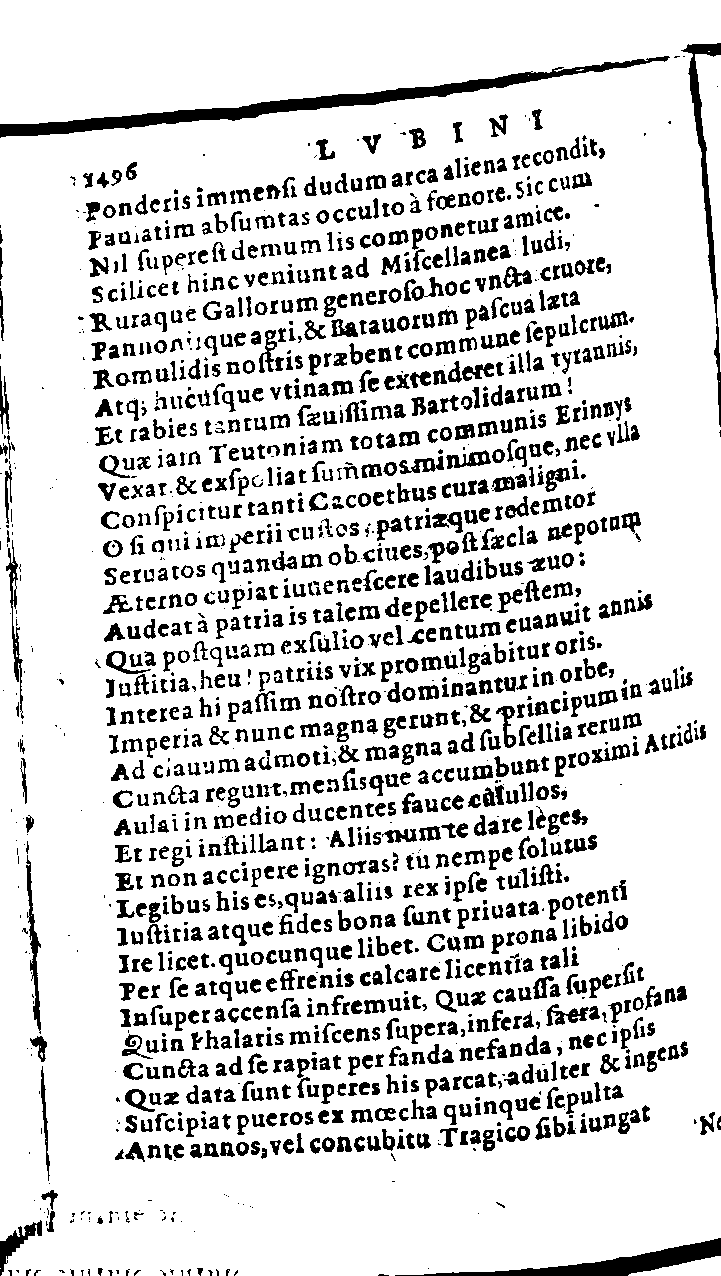 1496
L V B I N I
Ponderis immensi dudum arca aliena recondit,
Paulatim absumtas occulto à fœnore. Sic cum
Nil superest demum lis componetur amice.
Scilicet hinc veniunt ad Miscellanea ludi,
Ruraque Gallorum generoso hoc vncta cruore,
Pannoniique agri, & Batauorum pascua læta
Romulidis nostris præbent commune sepulcrum.
Atq; hucúsque vtinam se extenderet illa tyrannis,
Et rabies tantum sæuissima Bartolidarum!
Quæ iam Teutoniam totam communis Erinnys
Vexat & exspoliat summos minimosque, nec vlla
Conspicitur tanti Cacoethus cura maligni.
O si qui imperii custos, patriæque redemtor
Seruatos quandam ob ciues, post sæcla nepotum
Æterno cupiat iuuenescere laudibus æuo:
Audeat à patria is talem depellere pestem,
Qua postquam exsulio vel centum euanuit annis
Iustitia, heu! patriis vix promulgabitur oris.
Interea hi passim nostro dominantur in orbe,
Imperia & nunc magna gerunt, & principum in aulis
Ad clauum admoti, & magna ad subsellia rerum
Cuncta regunt. mensisque accumbunt proximi Atridis
Aulai in medio ducentes fauce catullos,
Et regi instillant: Aliis num te dare lèges,
Et non accipere ignoras? tu nempe solutus
Legibus his es, quas aliis rex ipse tulisti.
Iustitia atque fides bona sunt priuata potenti
Ire licet. quocunque libet. Cum prona libido
Per se atque effrenis calcare licentia tali
Insuper accensa infremuit, Quæ caussa supersit
Quin Phalaris miscens supera, infera, sacra, profana
Cuncta ad se rapiat per fanda nefanda, nec ipsis
Quæ data sunt superes his parcat, adulter & ingens
Suscipiat pueros ex mœcha quinque sepulta
Ante annos, vel concubitu Tragico sibi iungat